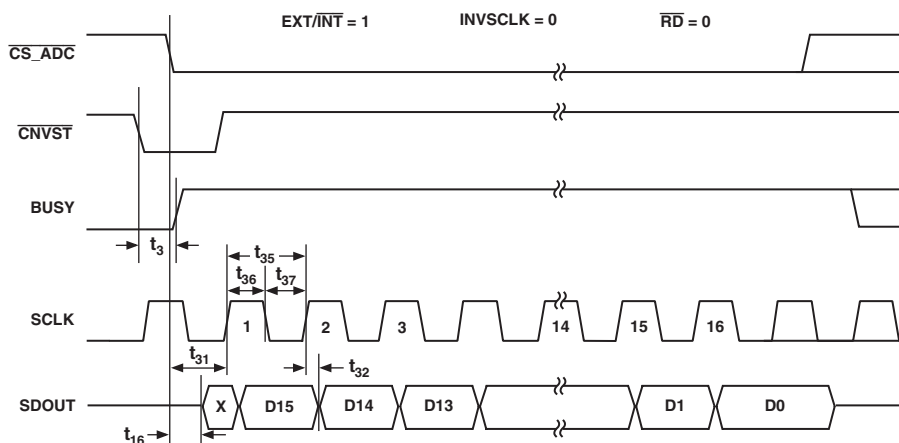 EXT/INT = 1 INVSCLK = 0 RD = 0
CS_ADC
CNVST
BUSY
t3
t35
t36 t37
SCLK
1 2 3 14 15 16
t31
t32
SDOUT
X D15 D14 D13 D1 D0
t16